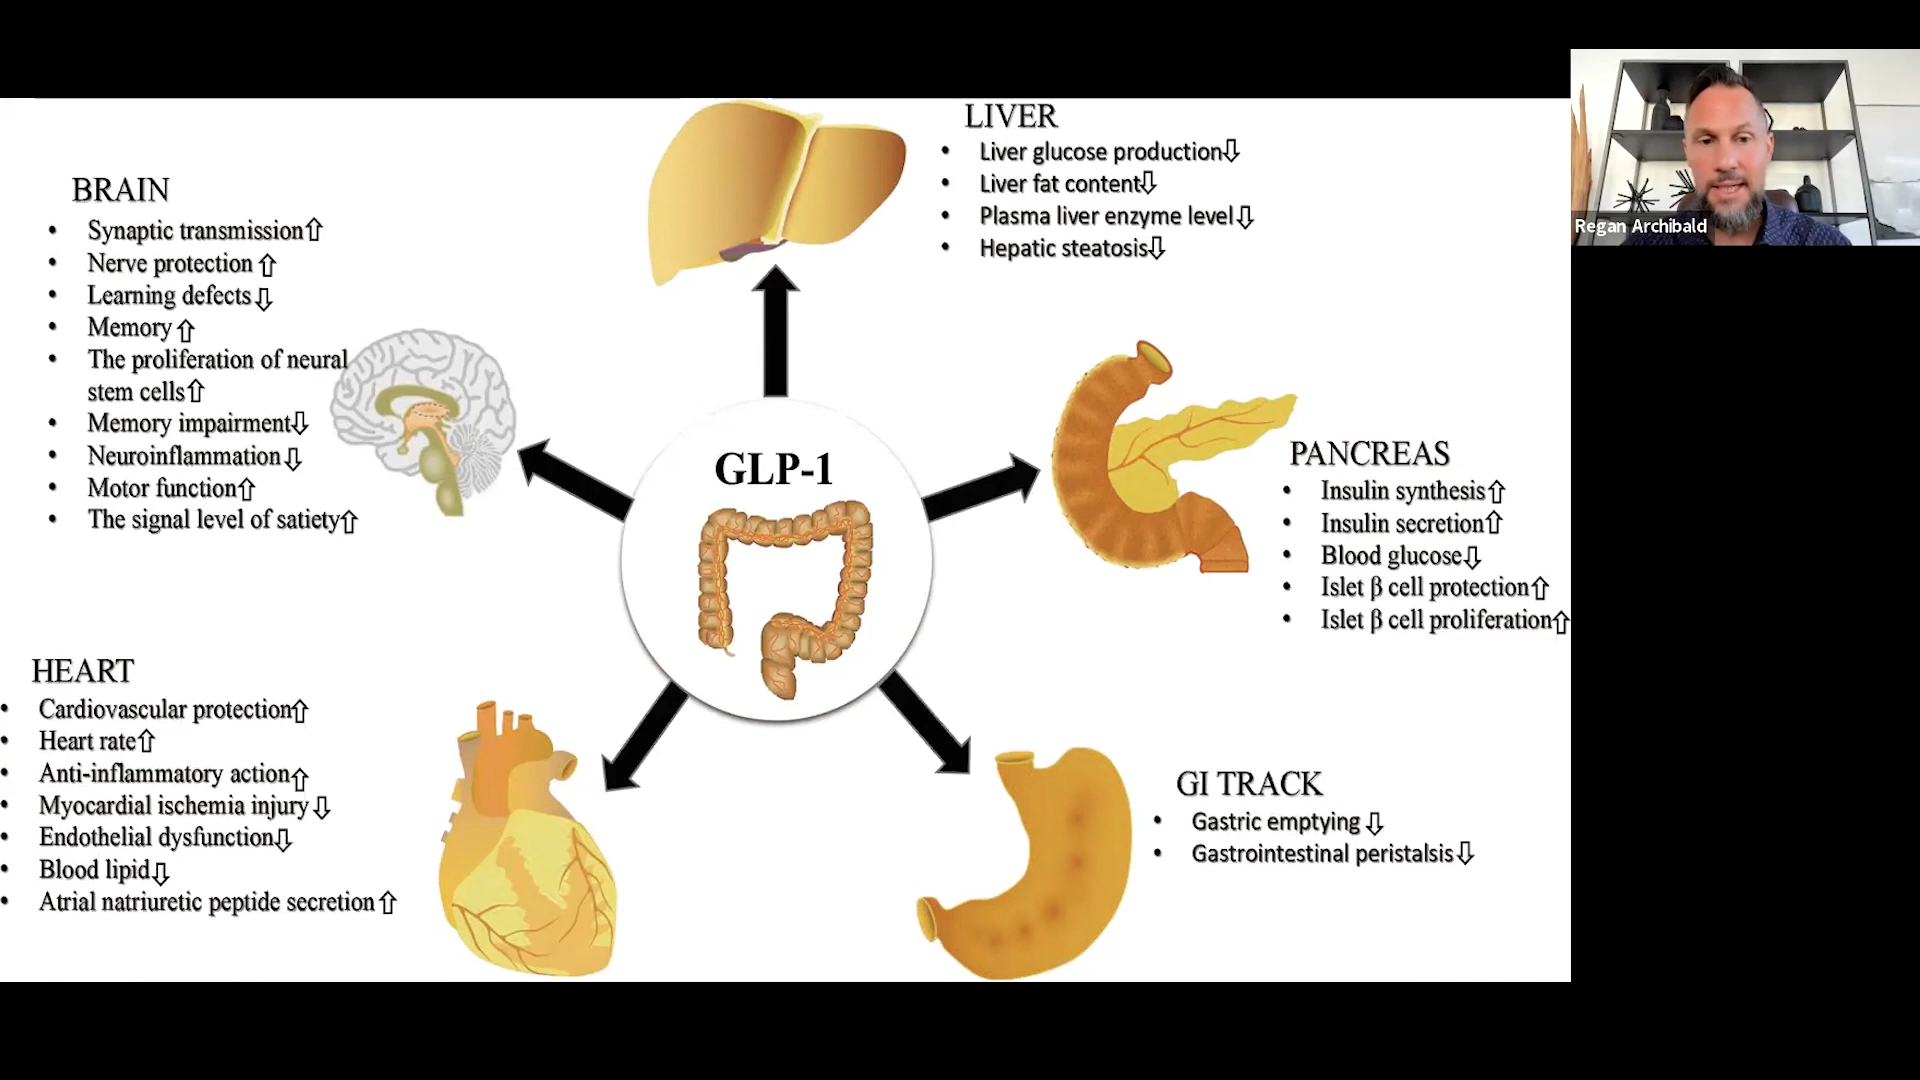 LIVER
• Liver glucose production⇩
• Liver fat content⇩
• Plasma liver enzyme level⇩
• Hepatic steatosis⇩
Regan Archibald
BRAIN
• Synaptic transmission⇧
• Nerve protection ⇧
• Learning defects⇩
• Memory⇧
• The proliferation of neural
stem cells⇧
• Memory impairment⇩
• Neuroinflammation⇩
• Motor function⇧
• The signal level of satiety⇧
GLP-1
PANCREAS
• Insulin synthesis⇧
• Insulin secretion⇧
• Blood glucose⇩
• Islet β cell protection⇧
• Islet β cell proliferation⇧
HEART
• Cardiovascular protection⇧
• Heart rate⇧
• Anti-inflammatory action⇧
• Myocardial ischemia injury⇩
• Endothelial dysfunction⇩
• Blood lipid⇩
• Atrial natriuretic peptide secretion⇧
GI TRACK
• Gastric emptying ⇩
• Gastrointestinal peristalsis⇩